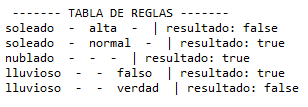 ------- TABLA DE REGLAS -------
soleado - alta - | resultado: false
soleado - normal - | resultado: true
nublado - - - | resultado: true
lluvioso - - falso | resultado: true
lluvioso - - verdad | resultado: false